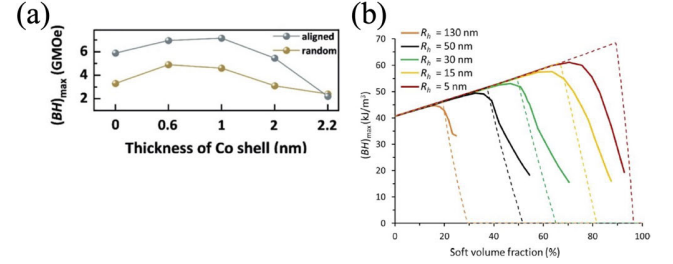 (a)
aligned
random
(BH)max (GMOe)
6
4
2
0 0.6 1 2 2.2
Thickness of Co shell (nm)
(b)
Rh = 130 nm
Rh = 50 nm
Rh = 30 nm
Rh = 15 nm
Rh = 5 nm
(BH)max (kJ/m³)
70
60
50
40
30
20
10
0
0 20 40 60 80 100
Soft volume fraction (%)